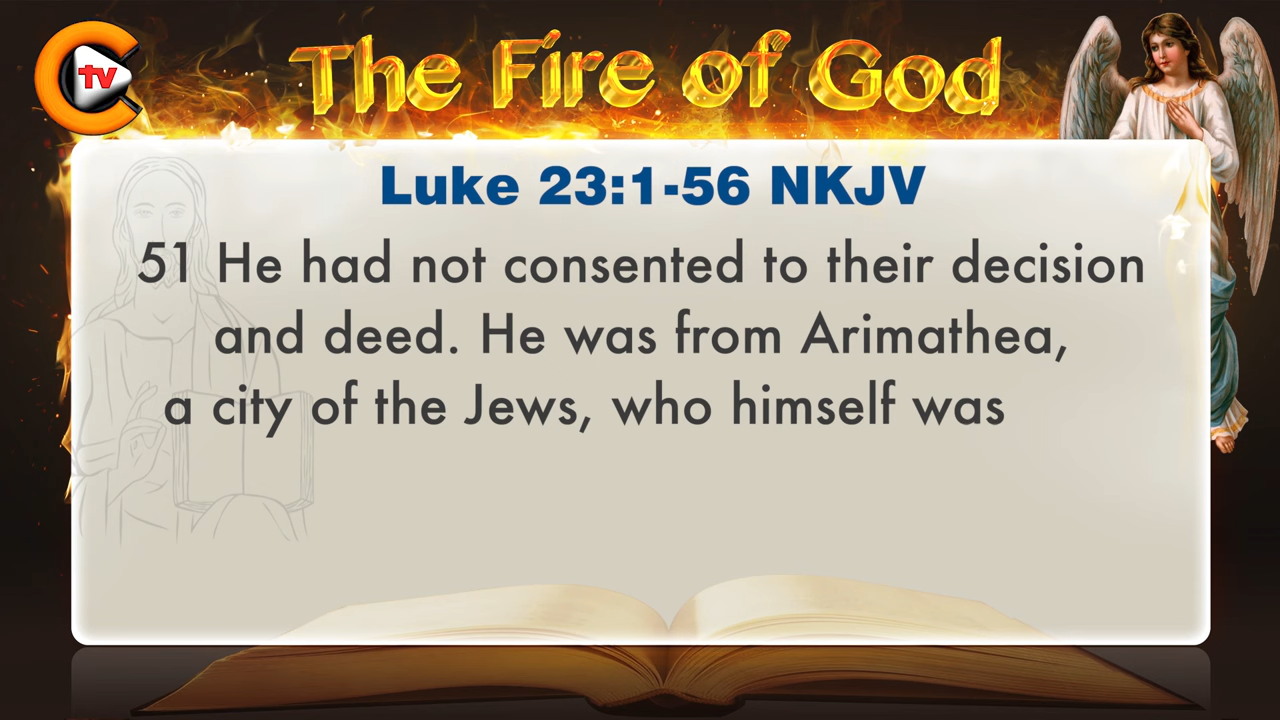 tv
The Fire of God
Luke 23:1-56 NKJV
51 He had not consented to their decision
and deed. He was from Arimathea,
a city of the Jews, who himself was